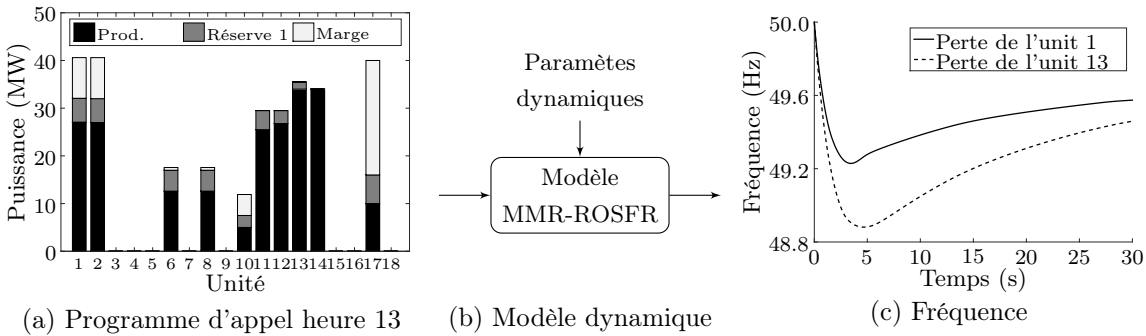 50
40
30
20
10
0
Puissance (MW)
Prod. Réserve 1 Marge
1 2 3 4 5 6 7 8 9 10 11 12 13 14 15 16 17 18
Unité
(a) Programme d'appel heure 13
Paramètes
dynamiques
Modèle
MMR-ROSFR
(b) Modèle dynamique
50.0
49.6
49.2
48.8
Fréquence (Hz)
Perte de l'unit 1
Perte de l'unit 13
0 5 10 15 20 25 30
Temps (s)
(c) Fréquence